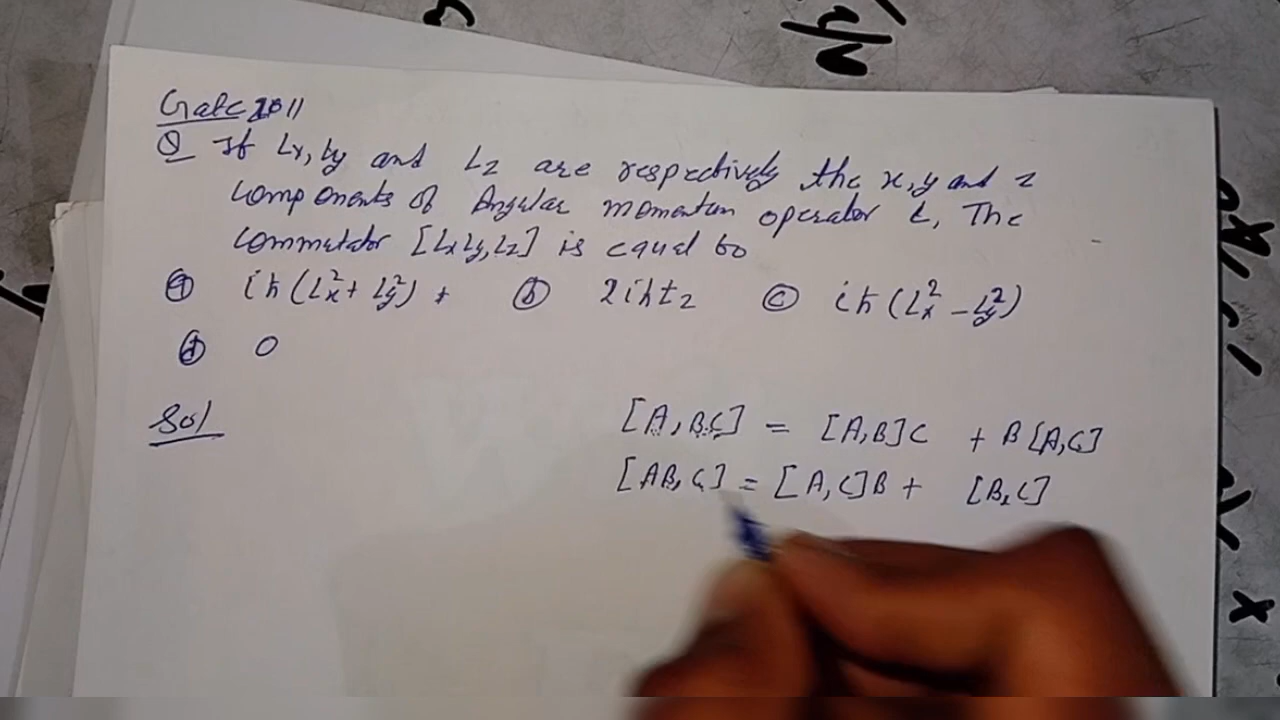 Gate 2011
Q If Lx, Ly and Lz are respectively the x, y and z
components of Angular momentum operator L, The
commutator [LxLy, Lz] is equal to
(a) iħ(Lx² + Ly²) (b) 2iħLz (c) iħ(Lx² - Ly²)
(d) 0
Sol
[A, BC] = [A,B]C + B[A,C]
[AB, C] = [A,C]B + [B,C]